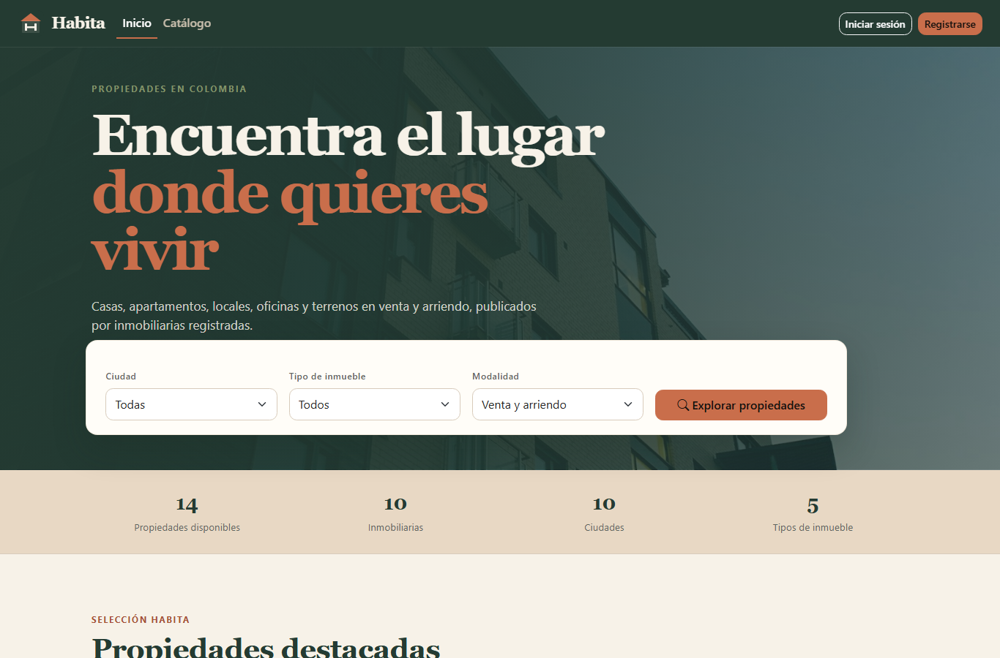 Habita
Inicio
Catálogo
Iniciar sesión
Registrarse
PROPIEDADES EN COLOMBIA
Encuentra el lugar
donde quieres
vivir
Casas, apartamentos, locales, oficinas y terrenos en venta y arriendo, publicados
por inmobiliarias registradas.
Ciudad
Todas
Tipo de inmueble
Todos
Modalidad
Venta y arriendo
Explorar propiedades
14
Propiedades disponibles
10
Inmobiliarias
10
Ciudades
5
Tipos de inmueble
SELECCIÓN HABITA
Propiedades destacadas